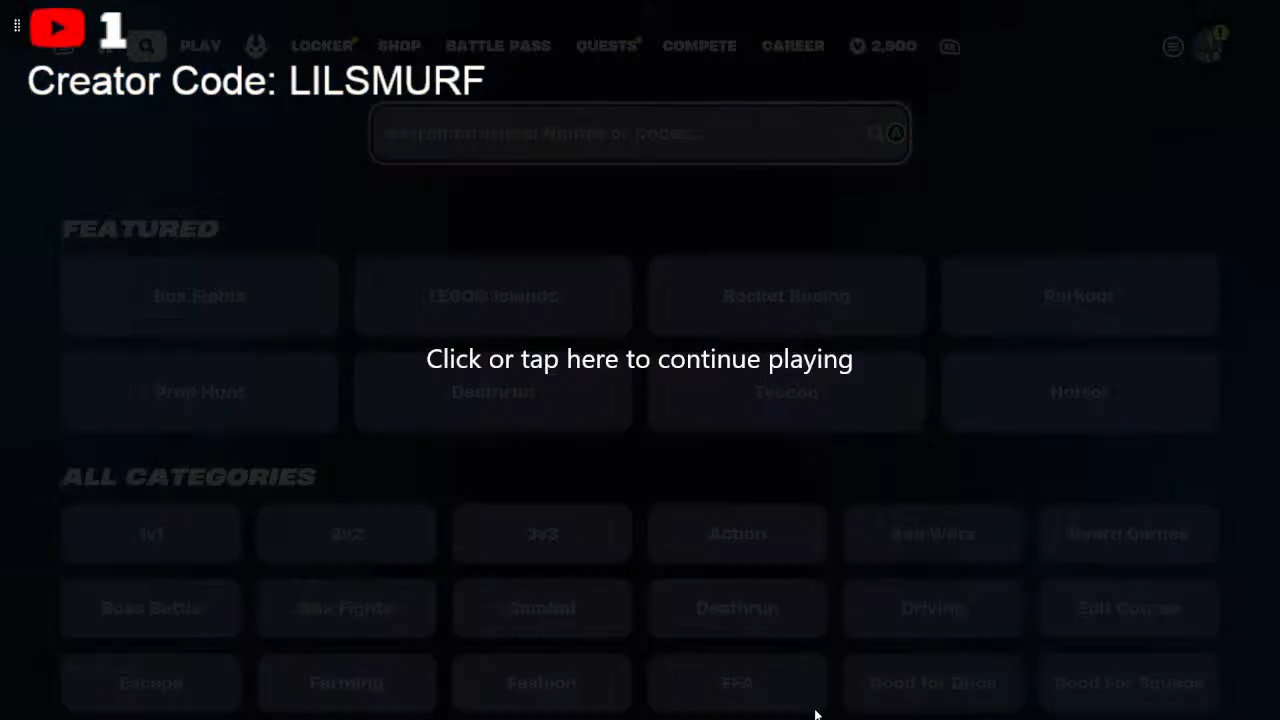 1
PLAY LOCKER SHOP BATTLE PASS QUESTS COMPETE CAREER 2,900
Creator Code: LILSMURF
FEATURED
Box Fights LEGO® Islands Rocket Racing Parkour
Click or tap here to continue playing
Prop Hunt Deathrun Tycoon Horror
ALL CATEGORIES
1v1 2v2 3v3 Action Bed Wars Board Games
Boss Battle Box Fights Combat Deathrun Driving Edit Course
Escape Farming Fashion FFA Good for Duos Good For Squads